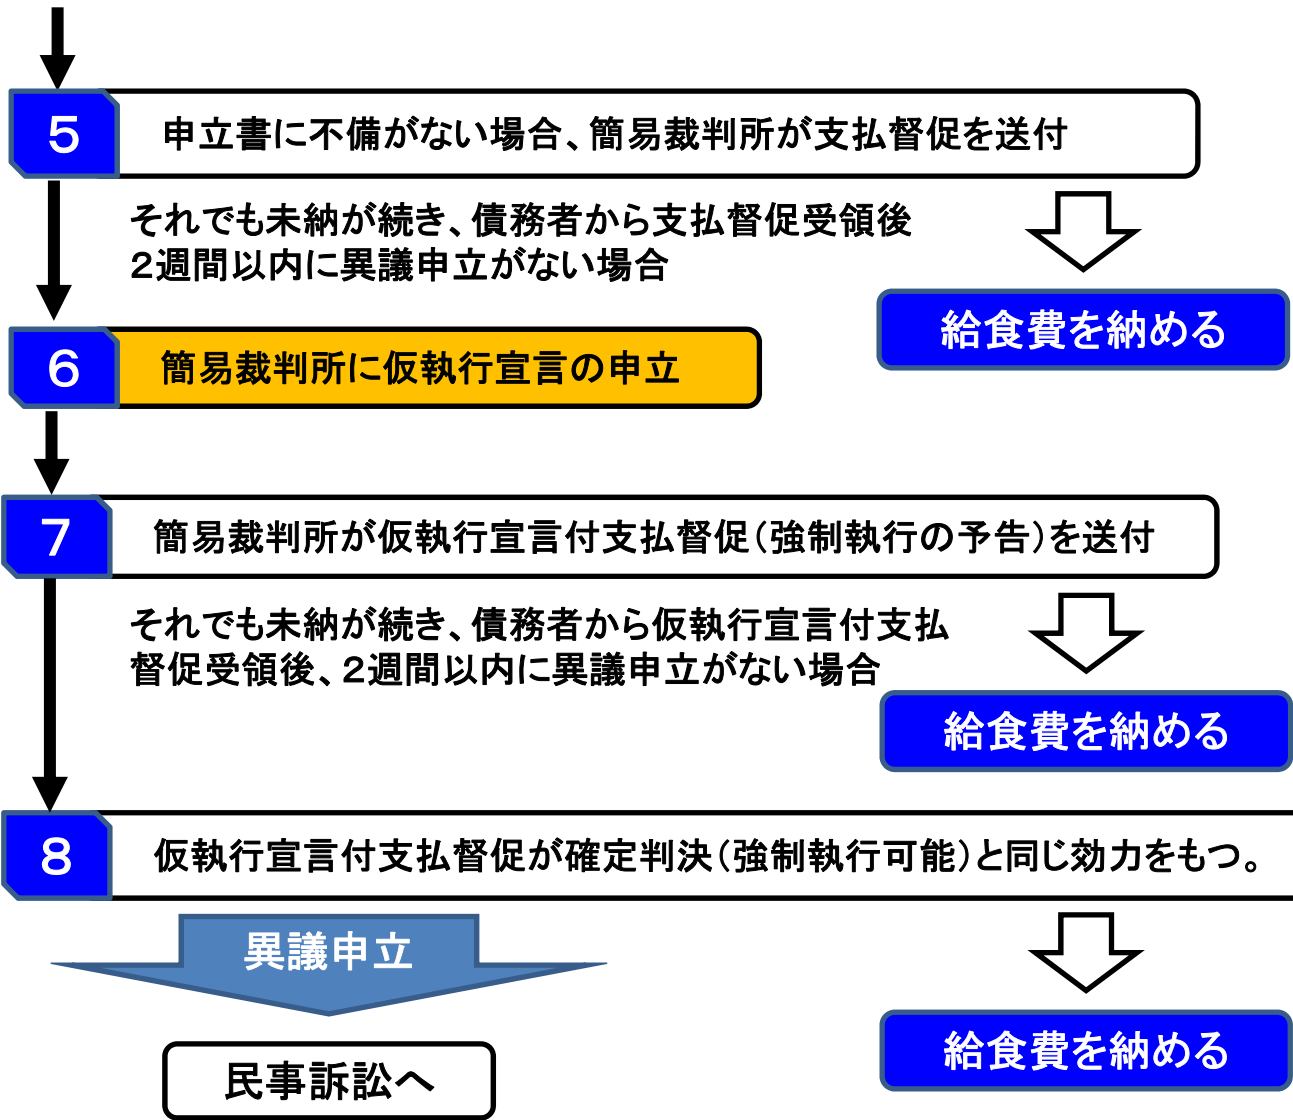 5 申立書に不備がない場合、簡易裁判所が支払督促を送付
それでも未納が続き、債務者から支払督促受領後
２週間以内に異議申立がない場合
給食費を納める
6 簡易裁判所に仮執行宣言の申立
7 簡易裁判所が仮執行宣言付支払督促(強制執行の予告)を送付
それでも未納が続き、債務者から仮執行宣言付支払
督促受領後、２週間以内に異議申立がない場合
給食費を納める
8 仮執行宣言付支払督促が確定判決(強制執行可能)と同じ効力をもつ。
異議申立
給食費を納める
民事訴訟へ